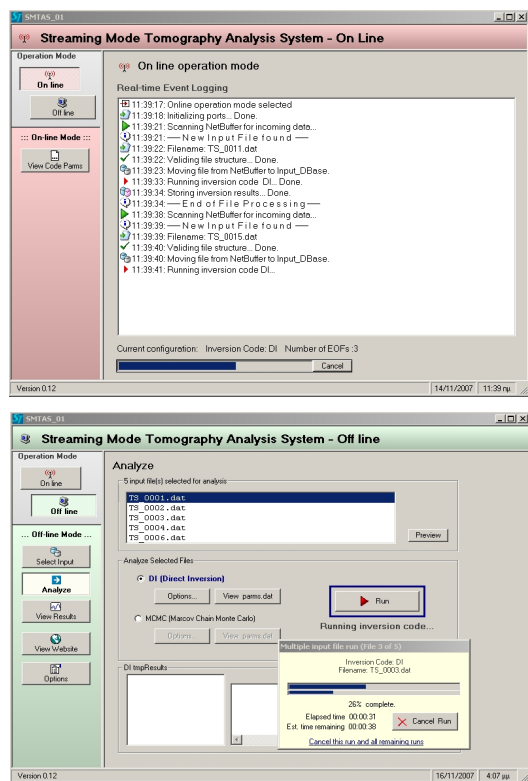 SMTAS_01
Streaming Mode Tomography Analysis System - On Line
Operation Mode
On line
Off line
::: On-line Mode :::
View Code Parms
On line operation mode
Real-time Event Logging
11:39:17: Online operation mode selected
11:39:18: Initializing ports... Done.
11:39:21: Scanning NetBuffer for incoming data...
11:39:21: — N e w I n p u t F i l e f o u n d —
11:39:22: Filename: TS_0011.dat
11:39:22: Validing file structure... Done.
11:39:23: Moving file from NetBuffer to Input_DBase.
11:39:33: Running inversion code DI... Done.
11:39:34: Storing inversion results... Done.
11:39:34: — E n d o f F i l e P r o c e s s i n g —
11:39:38: Scanning NetBuffer for incoming data...
11:39:39: — N e w I n p u t F i l e f o u n d —
11:39:39: Filename: TS_0015.dat
11:39:40: Validing file structure... Done.
11:39:40: Moving file from NetBuffer to Input_DBase.
11:39:41: Running inversion code DI...
Current configuration: Inversion Code: DI Number of EOFs :3
Cancel
Version 0.12
14/11/2007 11:39 πμ
SMTAS_01
Streaming Mode Tomography Analysis System - Off line
Operation Mode
On line
Off line
... Off-line Mode ...
Select Input
Analyze
View Results
View Website
Options
Analyze
5 input file(s) selected for analysis
TS_0001.dat
TS_0002.dat
TS_0003.dat
TS_0004.dat
TS_0006.dat
Preview
Analyze Selected Files
DI (Direct Inversion)
Options... View parms.dat
MCMC (Marcov Chain Monte Carlo)
Options... View parms.dat
Run
Running inversion code...
DI tmpResults
Multiple input file run (File 3 of 5)
Inversion Code: DI
Filename: TS_0003.dat
26% complete.
Elapsed time 00:00:31
Est. time remaining 00:00:38
Cancel Run
Cancel this run and all remaining runs
Version 0.12
16/11/2007 4:07 μμ